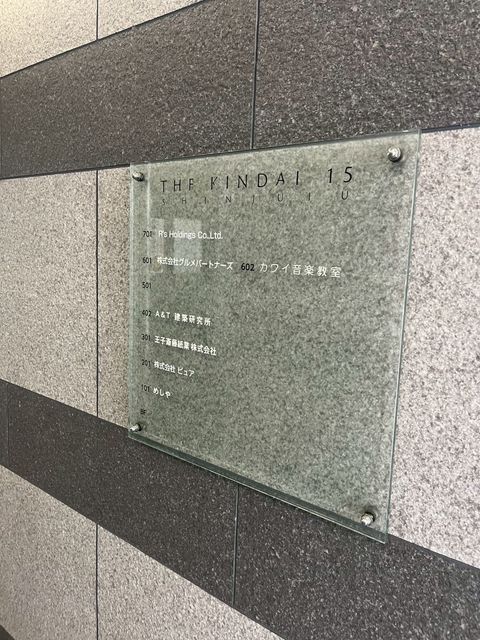 THE KINDAI 15
SHINJUKU
701 R's Holdings Co.,Ltd.
601 株式会社グルメパートナーズ 602 カワイ音楽教室
501
402 A&T 建築研究所
301 王子斎藤紙業株式会社
201 株式会社 ピュア
101 めしや
BF